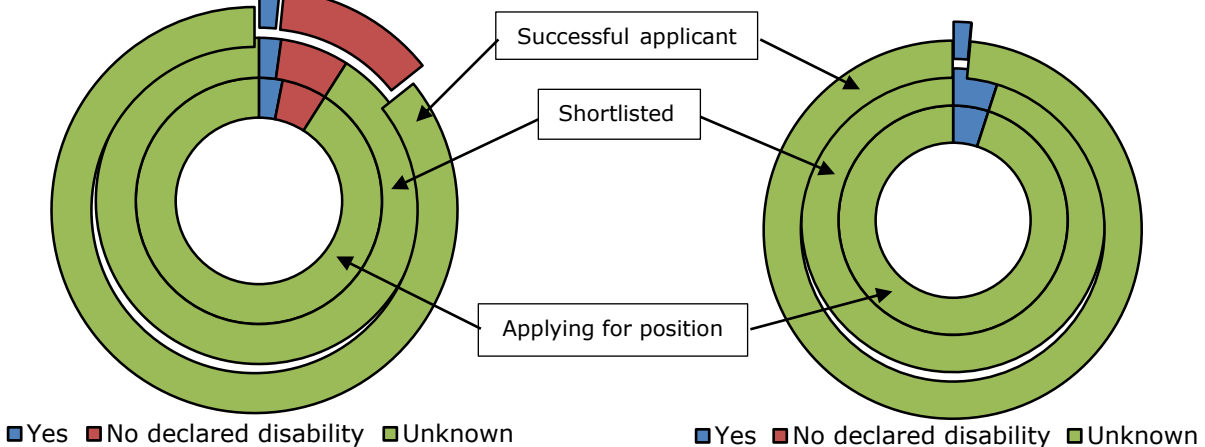 Successful applicant
Shortlisted
Applying for position
Yes No declared disability Unknown
Yes No declared disability Unknown